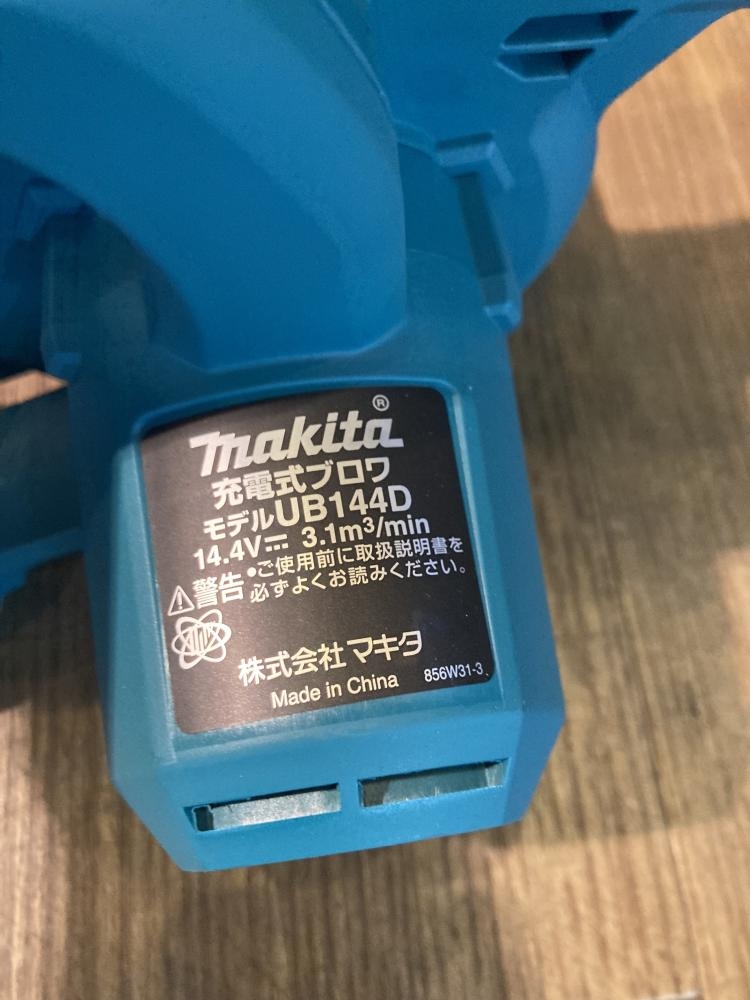 makita®
充電式ブロワ
モデルUB144D
14.4V⎓ 3.1m³/min
⚠警告 •ご使用前に取扱説明書を
必ずよくお読みください。
株式会社マキタ
Made in China 856W31-3